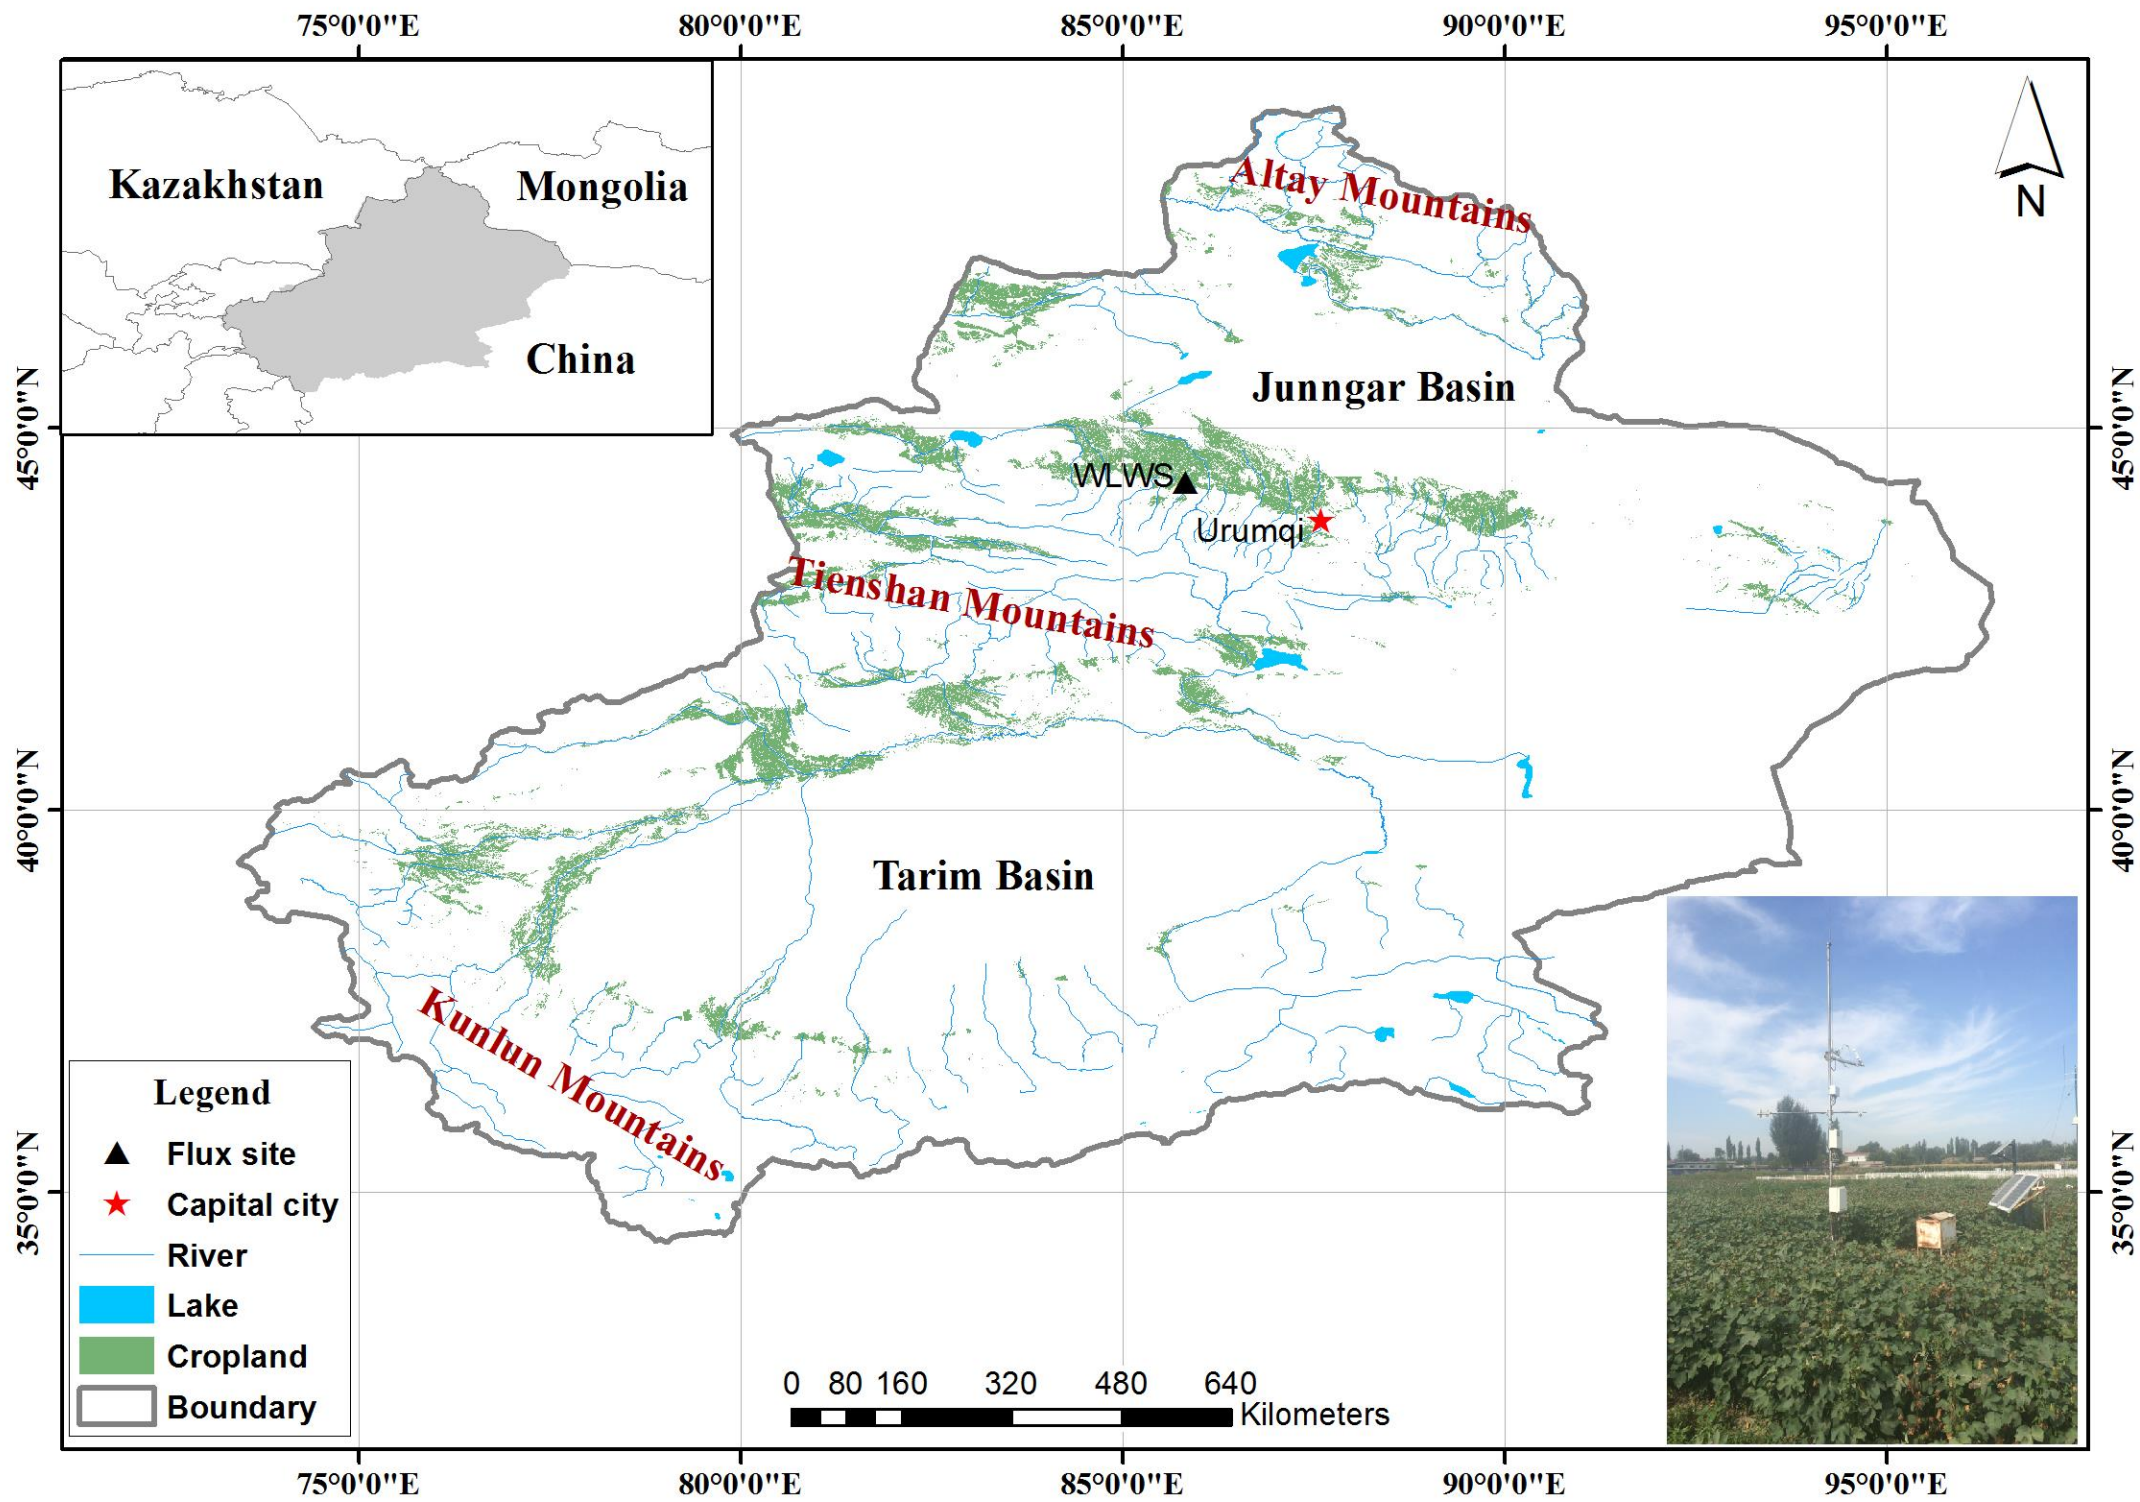 75°0'0"E 80°0'0"E 85°0'0"E 90°0'0"E 95°0'0"E
Kazakhstan
Mongolia
China
N
Altay Mountains
Junngar Basin
45°0'0"N
45°0'0"N
WLWS
Urumqi
Tienshan Mountains
40°0'0"N
40°0'0"N
Tarim Basin
Kunlun Mountains
35°0'0"N
35°0'0"N
Legend
Flux site
Capital city
River
Lake
Cropland
Boundary
0 80 160 320 480 640
Kilometers
75°0'0"E 80°0'0"E 85°0'0"E 90°0'0"E 95°0'0"E